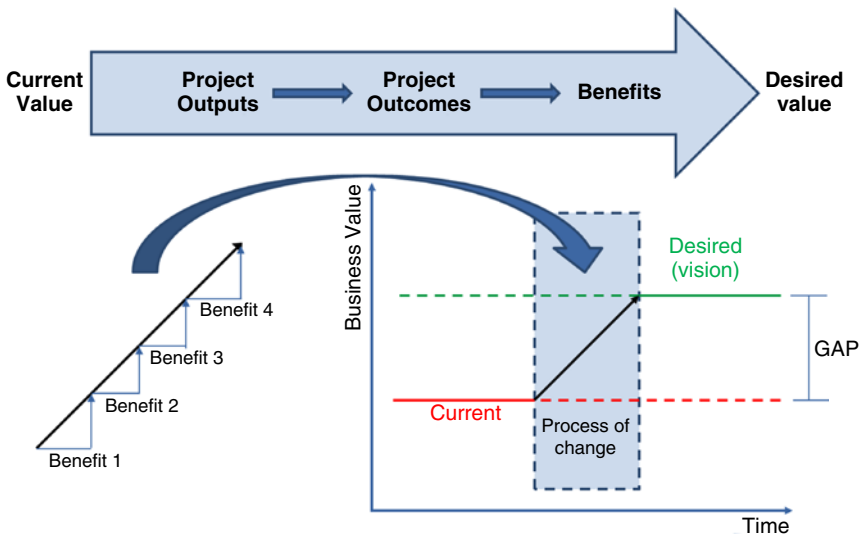 Current
Value
Project
Outputs
Project
Outcomes
Benefits
Desired
value
Benefit 1
Benefit 2
Benefit 3
Benefit 4
Business Value
Desired
(vision)
GAP
Current
Process of
change
Time